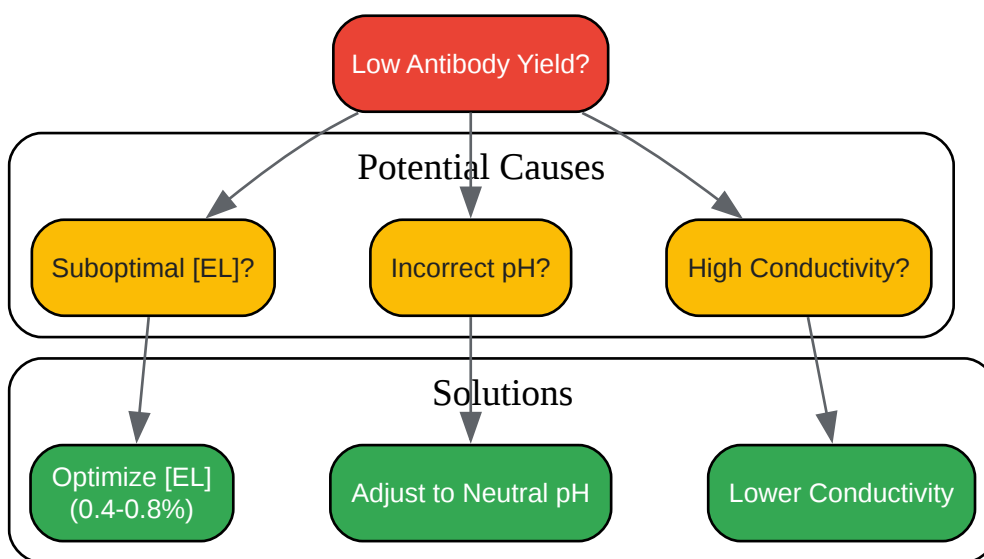 Low Antibody Yield?
Potential Causes
Suboptimal [EL]?
Incorrect pH?
High Conductivity?
Solutions
Optimize [EL]
(0.4-0.8%)
Adjust to Neutral pH
Lower Conductivity